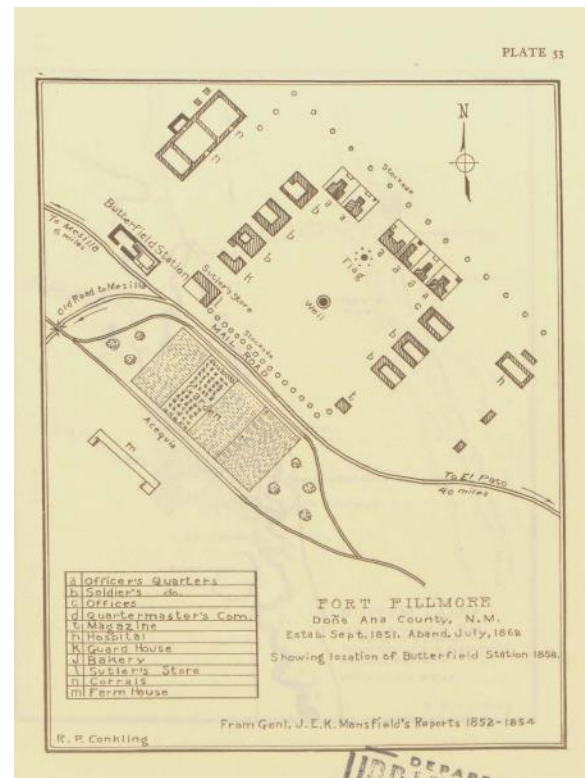 PLATE 53
N
n
n
Stockade
a
a
b
b
b
b
k
a
a
a
a
Flag
Well
c
b
b
t
h
To Mesilla
6 miles
Butterfield Station
Sutler's Store
l
Old Road to Mesilla
Stockade
MAIL ROAD
Garden
Acequia
m
To El Paso
40 miles
a Officer's Quarters
b Soldier's do.
c Offices
d Quartermaster's Com.
t Magazine
h Hospital
k Guard House
J Bakery
l Sutler's Store
n Corrals
m Farm House
FORT FILLMORE
Doña Ana County, N.M.
Estab. Sept. 1851. Aband. July, 1862
Showing location of Butterfield Station 1858.
From Genl. J.E.K. Mansfield's Reports 1852-1854
R. P. Conkling